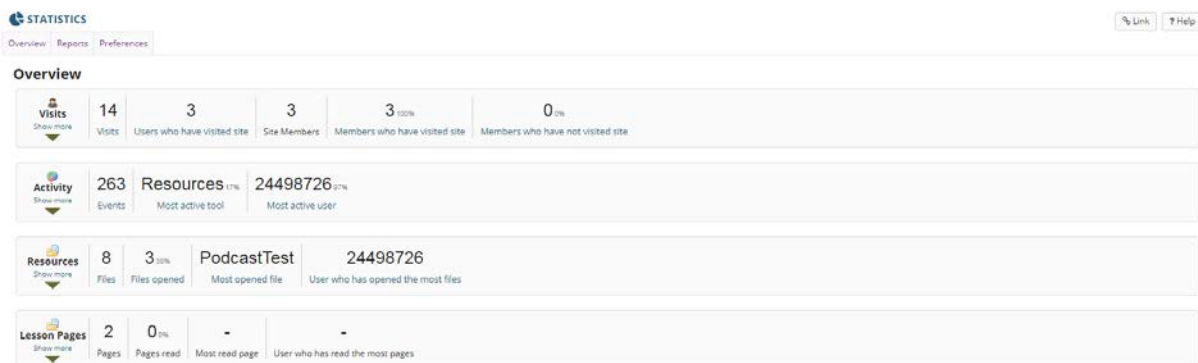 STATISTICS
Link ? Help
Overview Reports Preferences
Overview
Visits
Show more
14 Visits
3 Users who have visited site
3 Site Members
3 100% Members who have visited site
0 0% Members who have not visited site
Activity
Show more
263 Events
Resources 17% Most active tool
24498726 97% Most active user
Resources
Show more
8 Files
3 Files opened
PodcastTest Most opened file
24498726 User who has opened the most files
Lesson Pages
Show more
2 Pages
0 0% Pages read
- Most read page
- User who has read the most pages